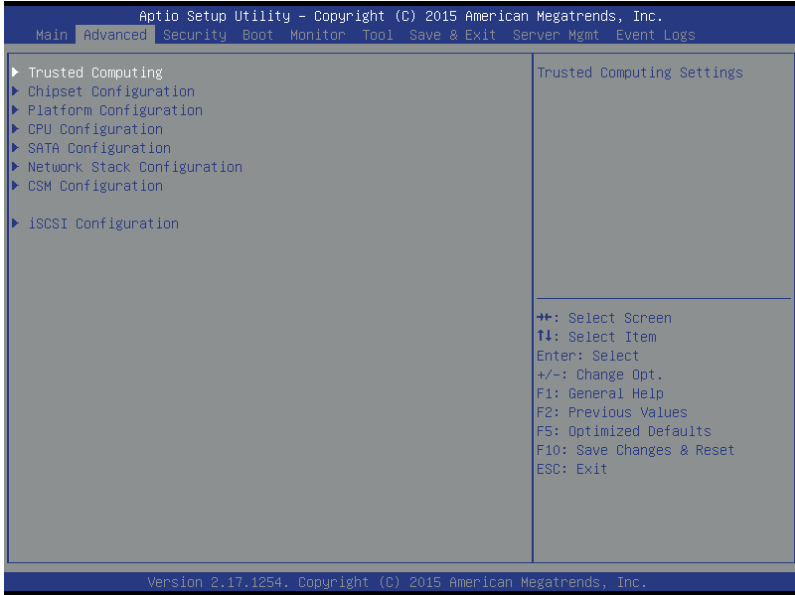 Aptio Setup Utility – Copyright (C) 2015 American Megatrends, Inc.
Main Advanced Security Boot Monitor Tool Save & Exit Server Mgmt Event Logs
▶ Trusted Computing
▶ Chipset Configuration
▶ Platform Configuration
▶ CPU Configuration
▶ SATA Configuration
▶ Network Stack Configuration
▶ CSM Configuration
▶ iSCSI Configuration
Trusted Computing Settings
→←: Select Screen
↑↓: Select Item
Enter: Select
+/-: Change Opt.
F1: General Help
F2: Previous Values
F5: Optimized Defaults
F10: Save Changes & Reset
ESC: Exit
Version 2.17.1254. Copyright (C) 2015 American Megatrends, Inc.